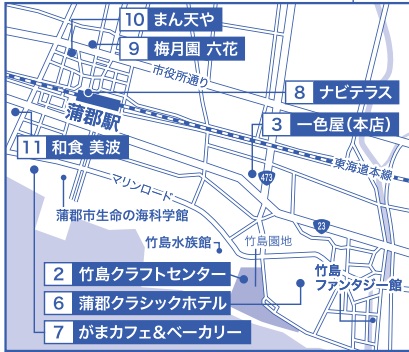 10 まん天や
9 梅月園 六花
市役所通り
8 ナビテラス
蒲郡駅
3 一色屋(本店)
11 和食 美波
東海道本線
473
マリンロード
蒲郡市生命の海科学館
23
竹島水族館
竹島園地
2 竹島クラフトセンター
竹島
ファンタジー館
6 蒲郡クラシックホテル
7 がまカフェ&ベーカリー